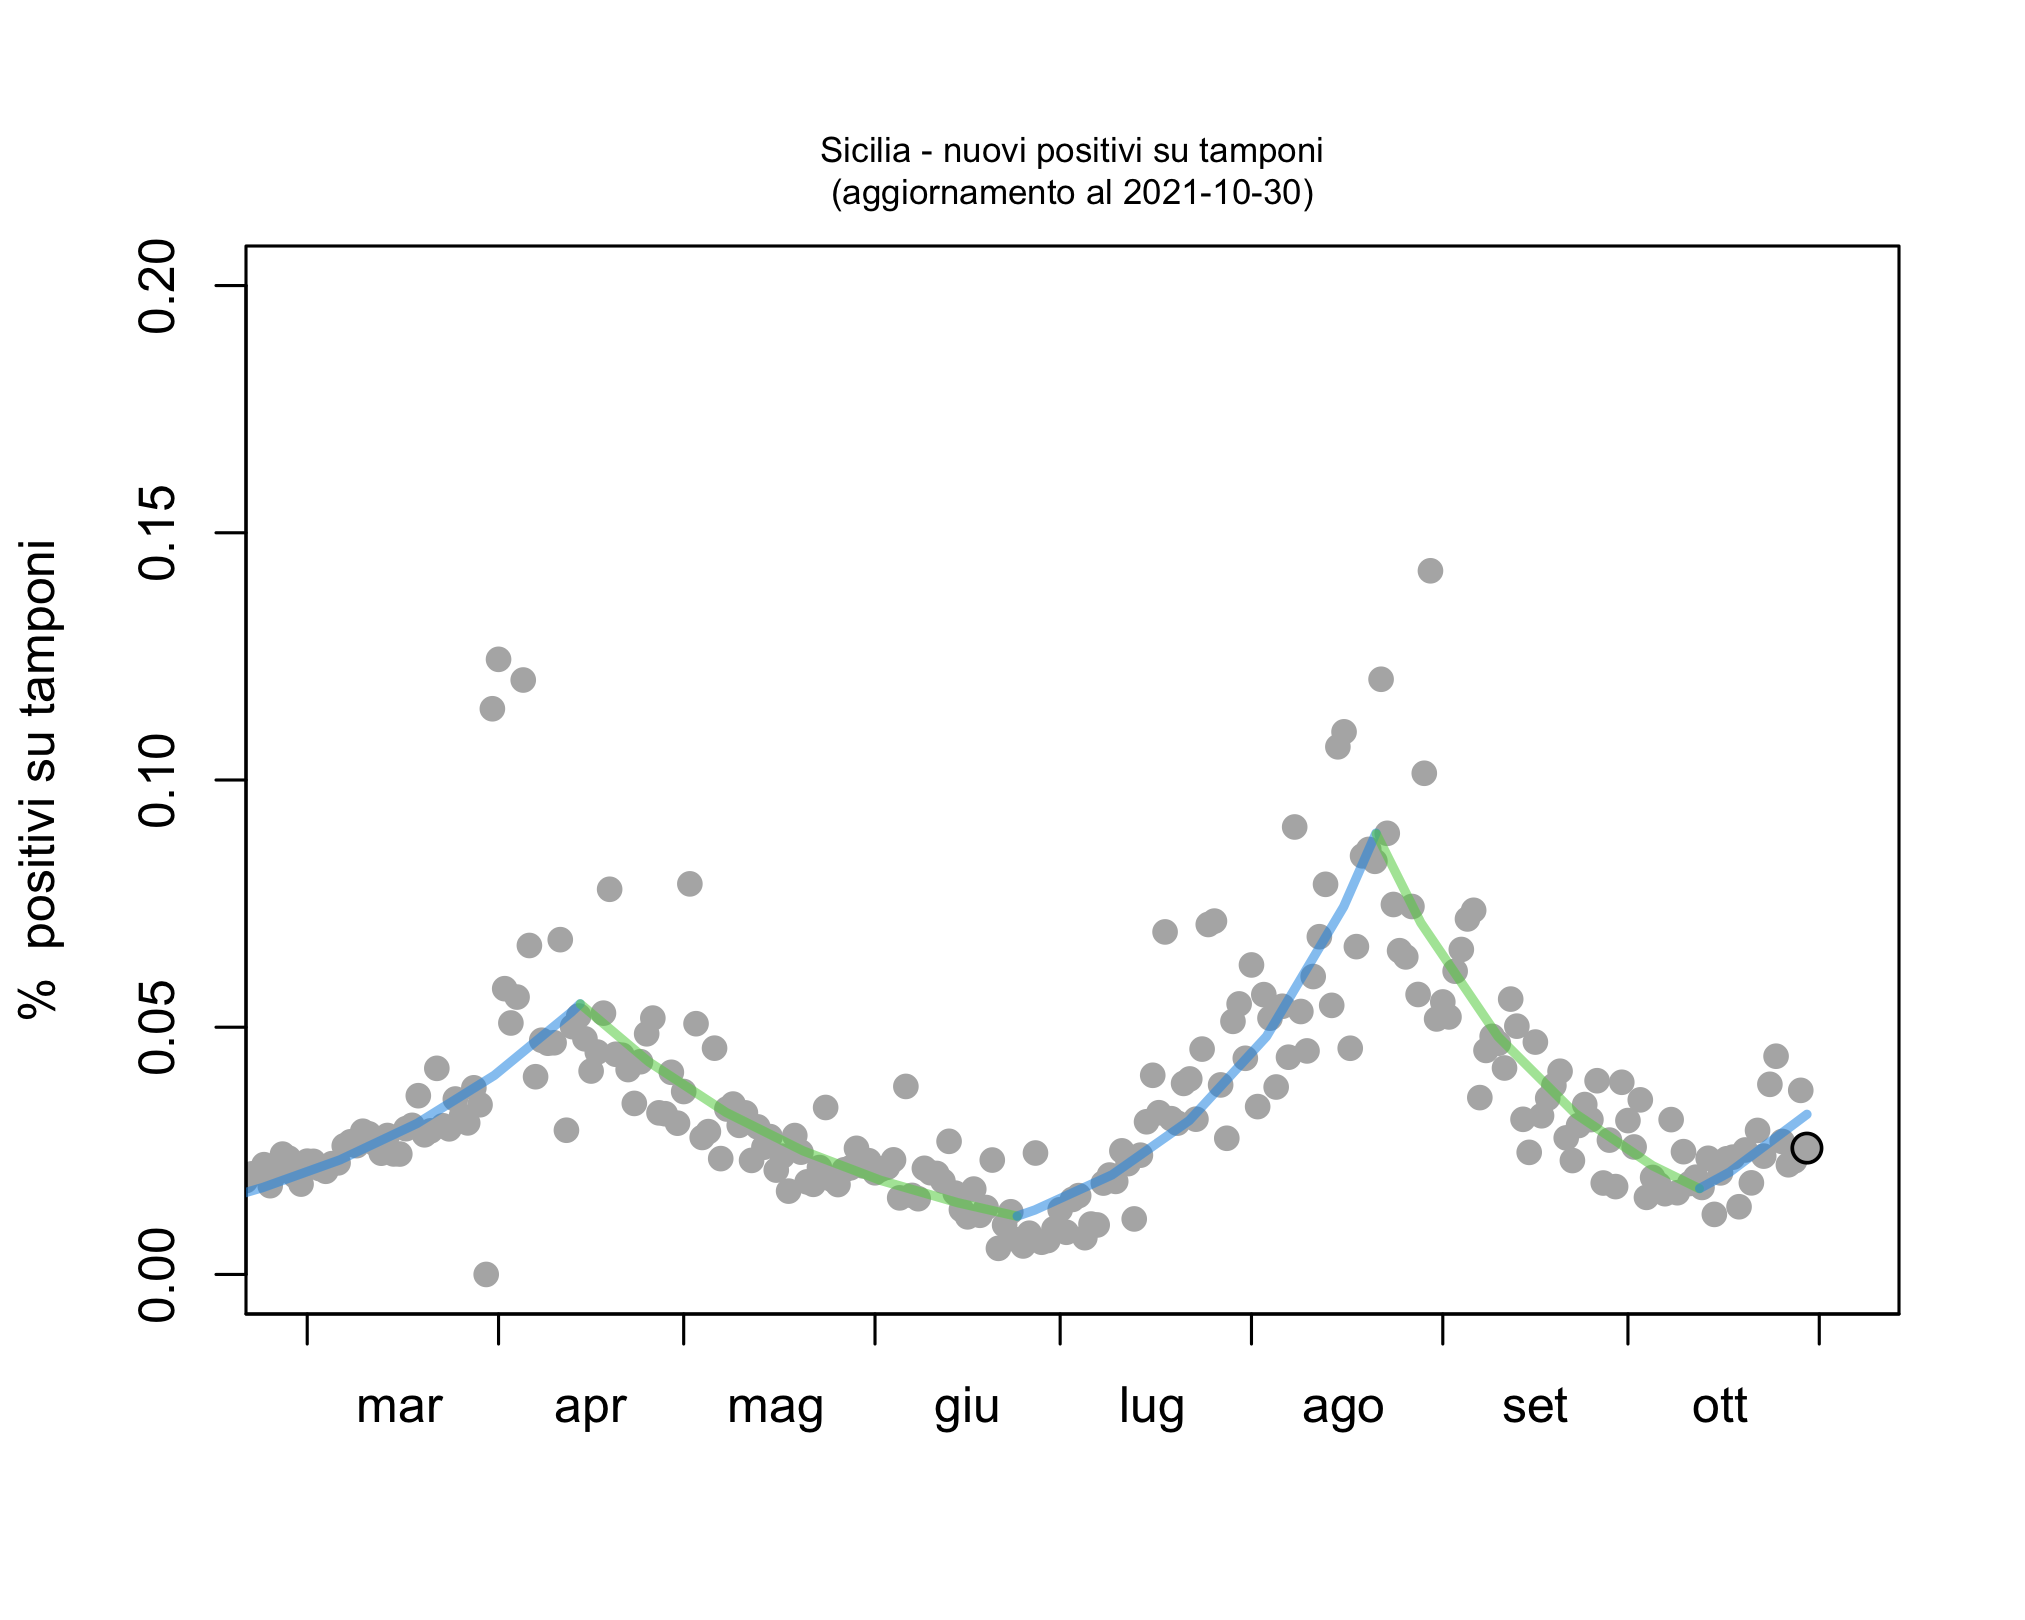 Sicilia - nuovi positivi su tamponi
(aggiornamento al 2021-10-30)
% positivi su tamponi
0.20
0.15
0.10
0.05
0.00
mar apr mag giu lug ago set ott